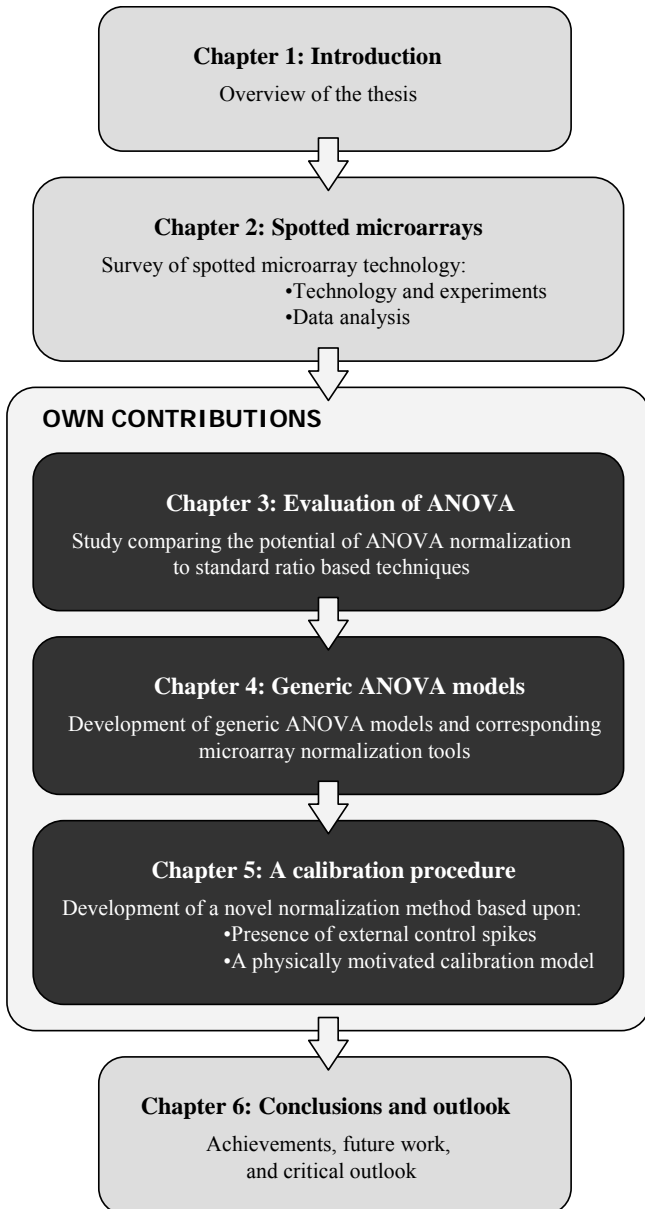 Chapter 1: Introduction
Overview of the thesis
Chapter 2: Spotted microarrays
Survey of spotted microarray technology:
•Technology and experiments
•Data analysis
OWN CONTRIBUTIONS
Chapter 3: Evaluation of ANOVA
Study comparing the potential of ANOVA normalization
to standard ratio based techniques
Chapter 4: Generic ANOVA models
Development of generic ANOVA models and corresponding
microarray normalization tools
Chapter 5: A calibration procedure
Development of a novel normalization method based upon:
•Presence of external control spikes
•A physically motivated calibration model
Chapter 6: Conclusions and outlook
Achievements, future work,
and critical outlook